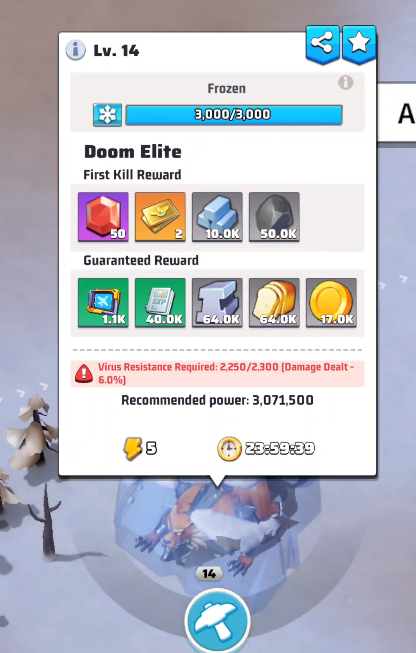 Lv. 14
Frozen
3,000/3,000
A
Doom Elite
First Kill Reward
50
2
10.0K
50.0K
Guaranteed Reward
EXP
1.1K
40.0K
64.0K
64.0K
17.0K
Virus Resistance Required: 2,250/2,300 (Damage Dealt -
6.0%)
Recommended power: 3,071,500
5
23:59:39
14